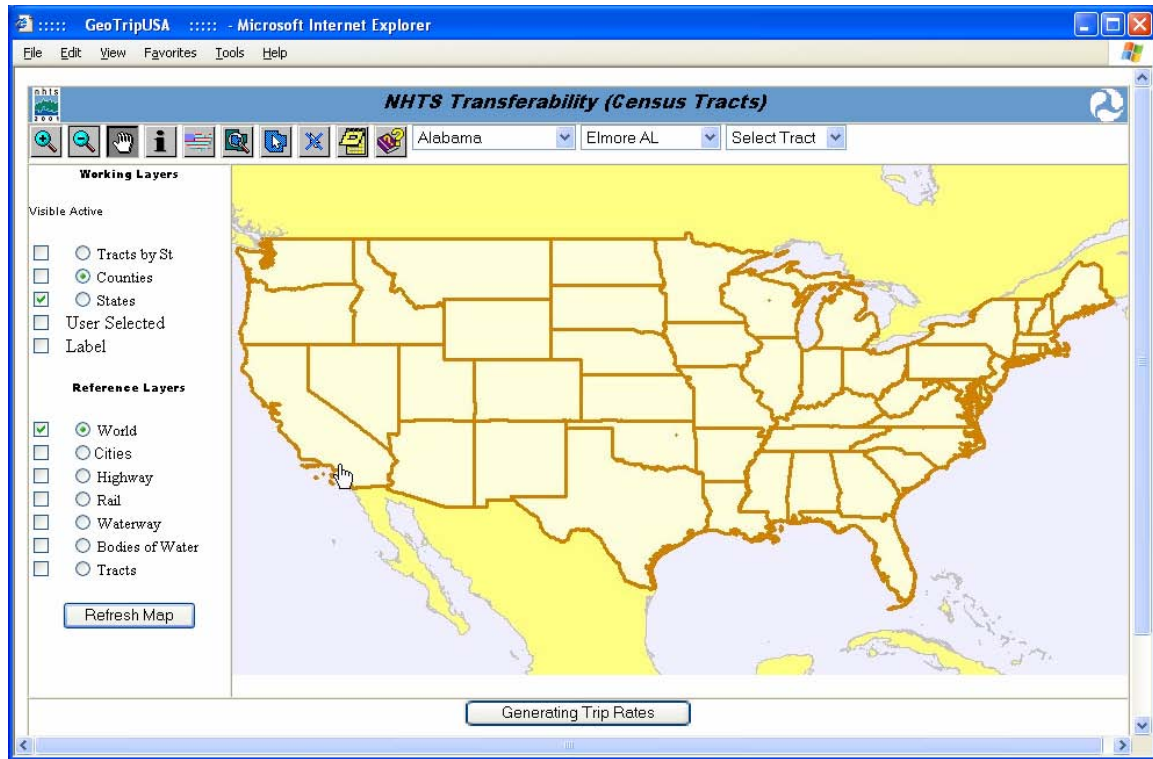 ::::: GeoTripUSA ::::: - Microsoft Internet Explorer
File Edit View Favorites Tools Help
nhts
2001
NHTS Transferability (Census Tracts)
Alabama Elmore AL Select Tract
Working Layers
Visible Active
Tracts by St
Counties
States
User Selected
Label
Reference Layers
World
Cities
Highway
Rail
Waterway
Bodies of Water
Tracts
Refresh Map
Generating Trip Rates